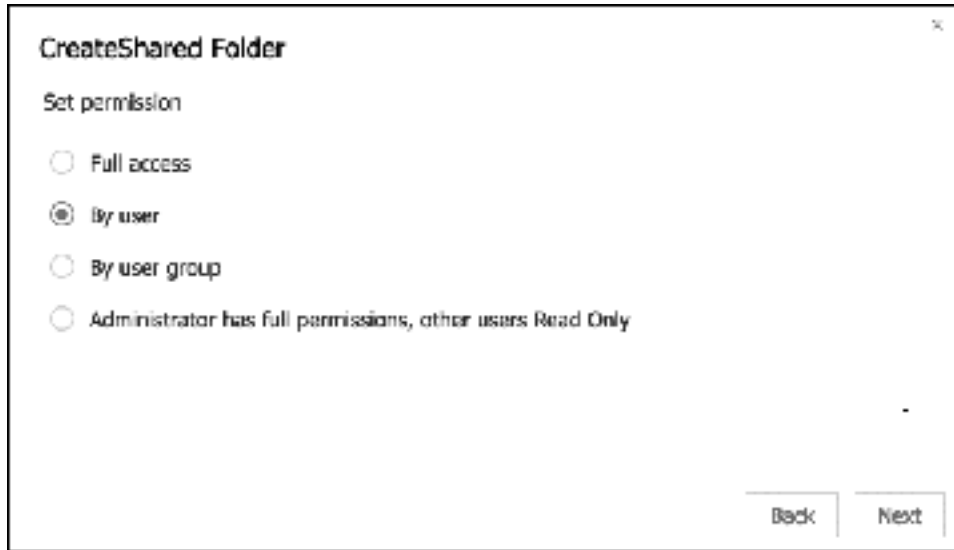 CreateShared Folder
Set permission
Full access
By user
By user group
Administrator has full permissions, other users Read Only
Back Next